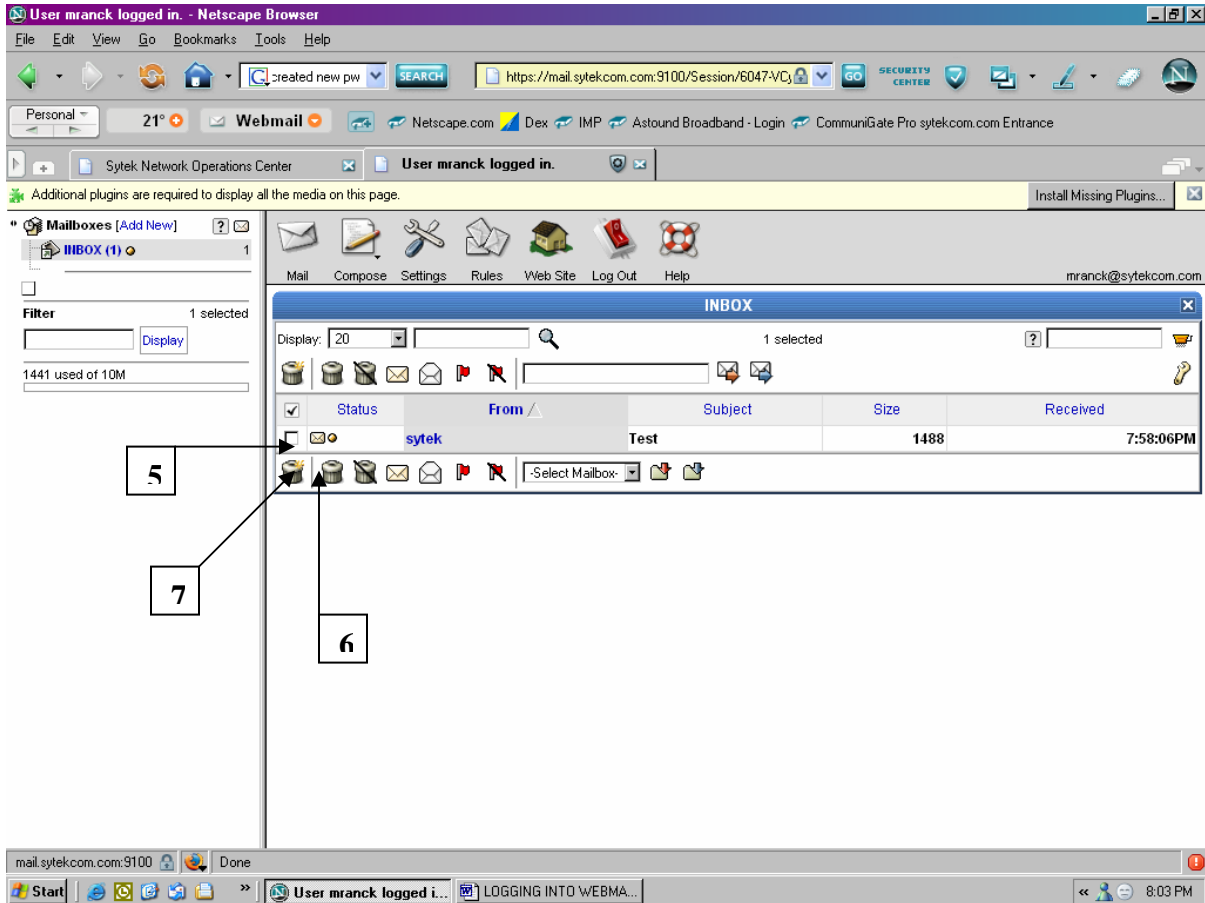 User mranck logged in. - Netscape Browser
File Edit View Go Bookmarks Tools Help
created new pw SEARCH https://mail.sytekcom.com:9100/Session/6047-VC GO SECURITY CENTER N
Personal 21° Webmail Netscape.com Dex IMP Astound Broadband - Login CommuniGate Pro sytekcom.com Entrance
Sytek Network Operations Center User mranck logged in.
Additional plugins are required to display all the media on this page. Install Missing Plugins...
Mailboxes [Add New] ?
INBOX (1) 1
Filter 1 selected
Display
1441 used of 10M
Mail Compose Settings Rules Web Site Log Out Help mranck@sytekcom.com
INBOX
Display: 20 1 selected ?
Status From Subject Size Received
sytek Test 1488 7:58:06PM
-Select Mailbox-
5
7
6
mail.sytekcom.com:9100 Done
Start » User mranck logged i... LOGGING INTO WEBMA... « 8:03 PM